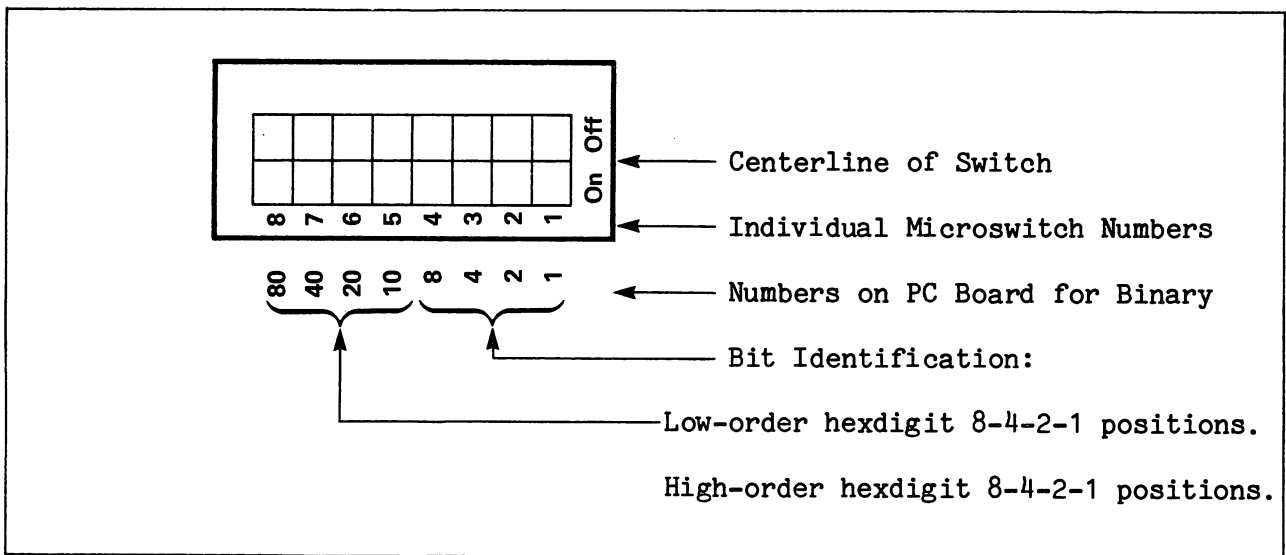 Off
On
Centerline of Switch
8 7 6 5 4 3 2 1
Individual Microswitch Numbers
80 40 20 10 8 4 2 1
Numbers on PC Board for Binary
Bit Identification:
Low-order hexdigit 8-4-2-1 positions.
High-order hexdigit 8-4-2-1 positions.